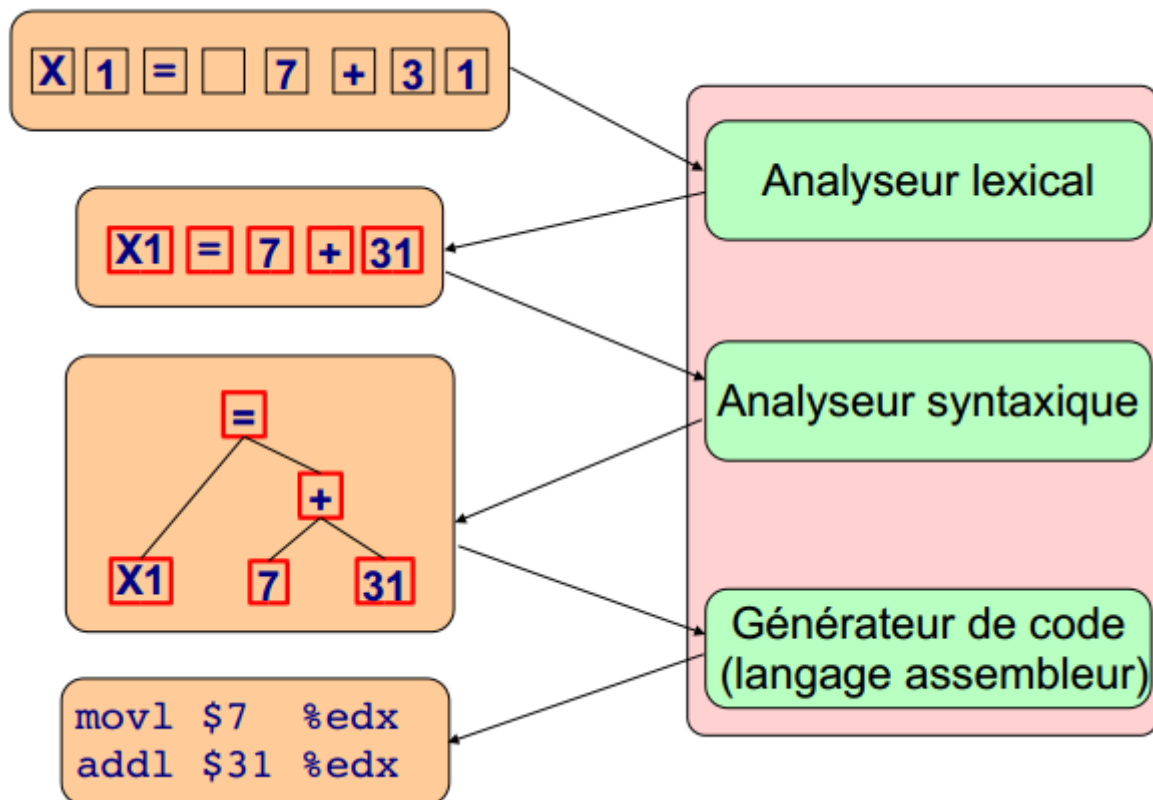 X 1 = 7 + 3 1
Analyseur lexical
X1 = 7 + 31
Analyseur syntaxique
=
+
X1 7 31
Générateur de code
(langage assembleur)
movl $7 %edx
addl $31 %edx